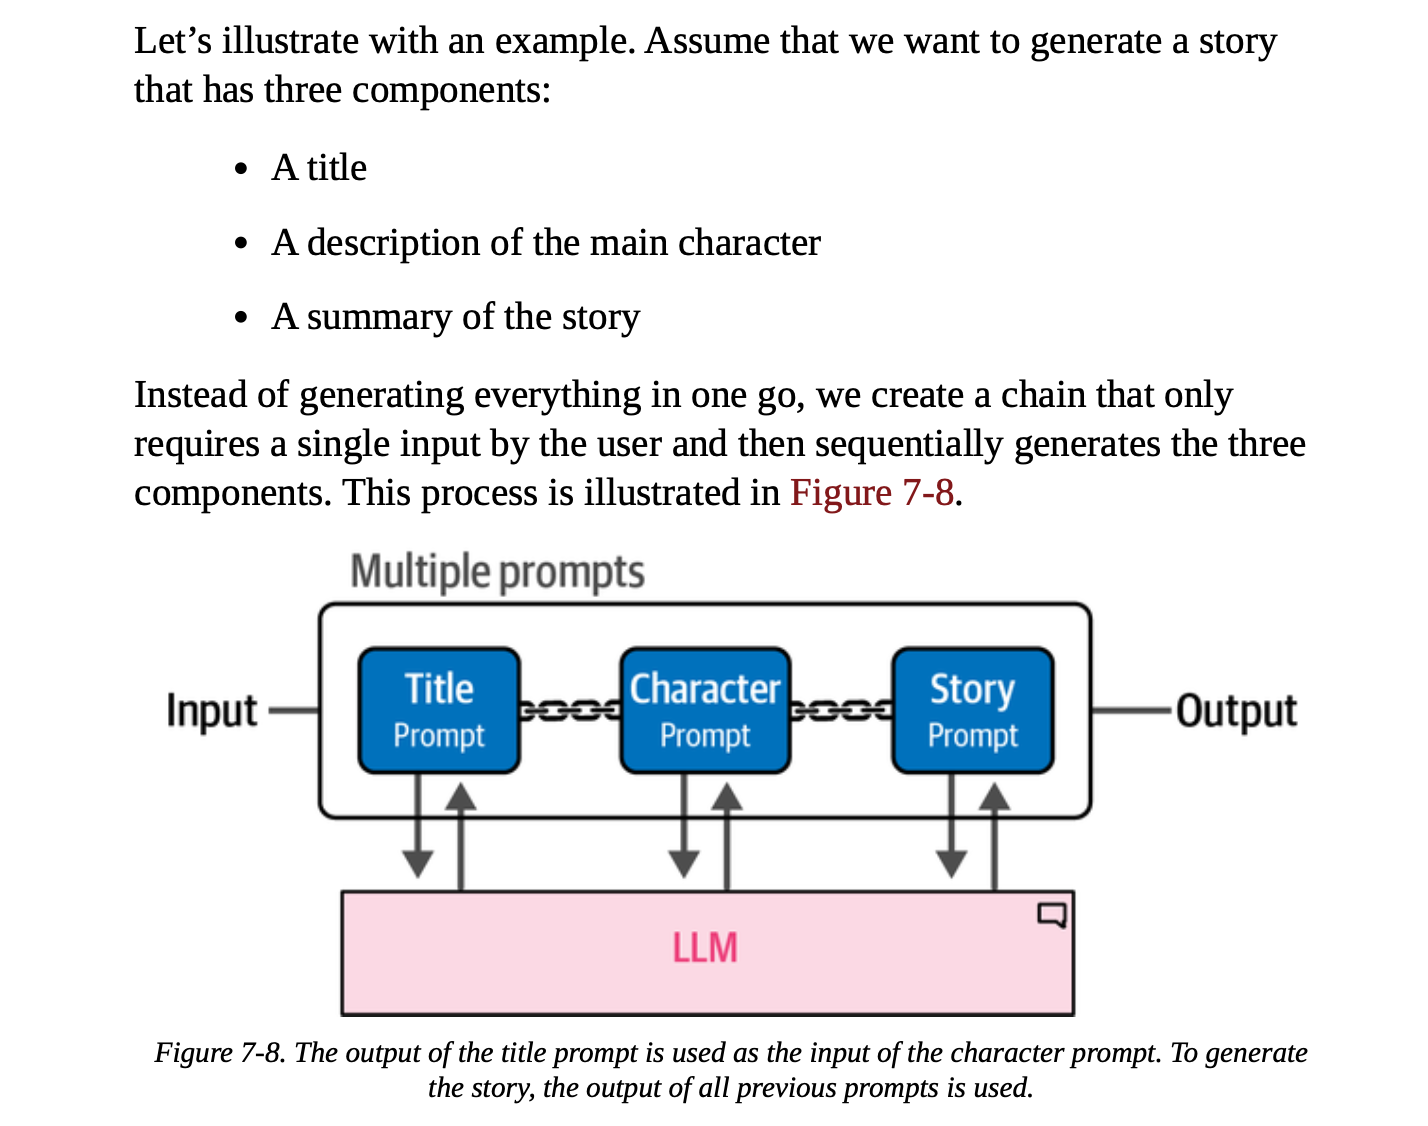 Let’s illustrate with an example. Assume that we want to generate a story
that has three components:
• A title
• A description of the main character
• A summary of the story
Instead of generating everything in one go, we create a chain that only
requires a single input by the user and then sequentially generates the three
components. This process is illustrated in Figure 7-8.
Multiple prompts
Input
Title
Prompt
Character
Prompt
Story
Prompt
Output
LLM
Figure 7-8. The output of the title prompt is used as the input of the character prompt. To generate
the story, the output of all previous prompts is used.